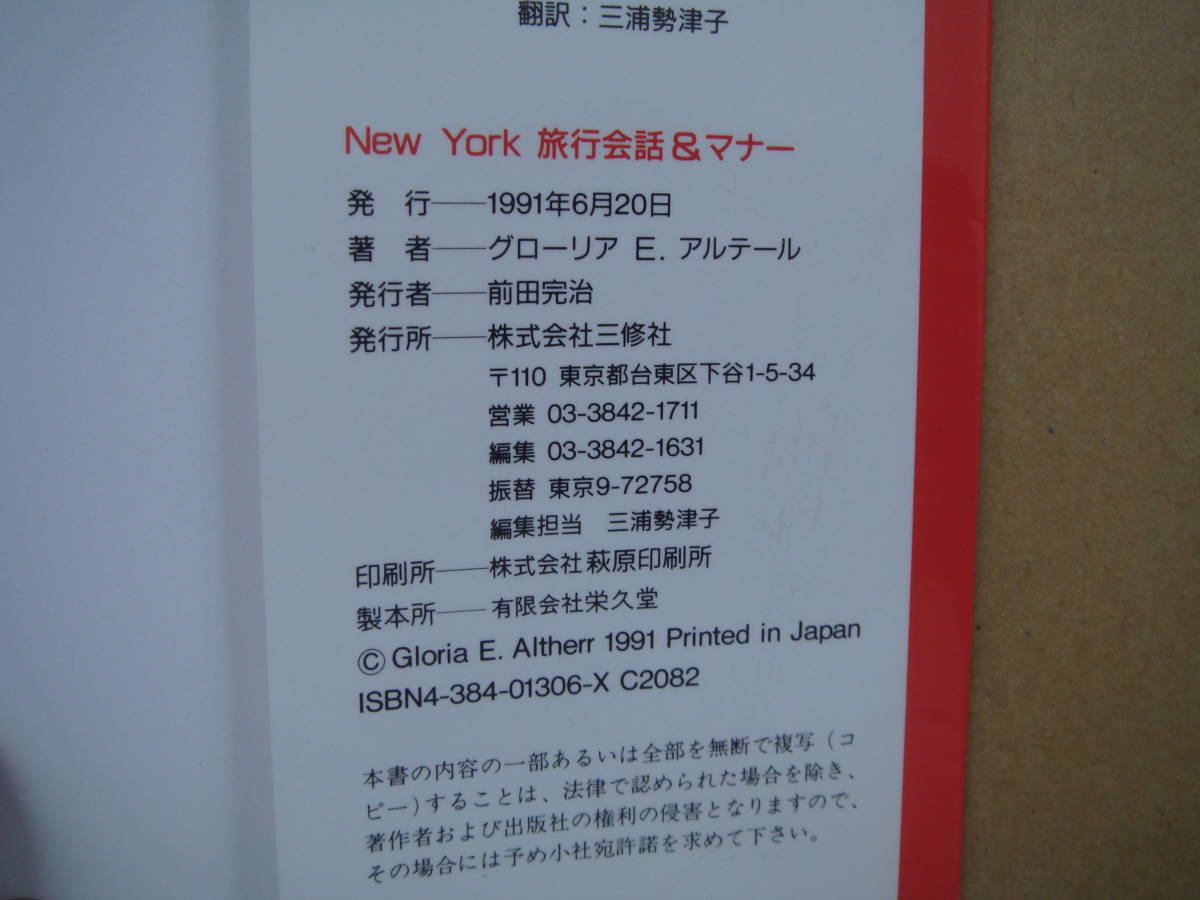 翻訳：三浦勢津子
New York 旅行会話&マナー
発　行――1991年6月20日
著　者――グローリア E. アルテール
発行者――前田完治
発行所――株式会社三修社
〒110 東京都台東区下谷1-5-34
営業 03-3842-1711
編集 03-3842-1631
振替 東京9-72758
編集担当　三浦勢津子
印刷所――株式会社萩原印刷所
製本所――有限会社栄久堂
© Gloria E. Altherr 1991 Printed in Japan
ISBN4-384-01306-X C2082
本書の内容の一部あるいは全部を無断で複写（コ
ピー）することは、法律で認められた場合を除き、
著作者および出版社の権利の侵害となりますので、
その場合には予め小社宛許諾を求めて下さい。